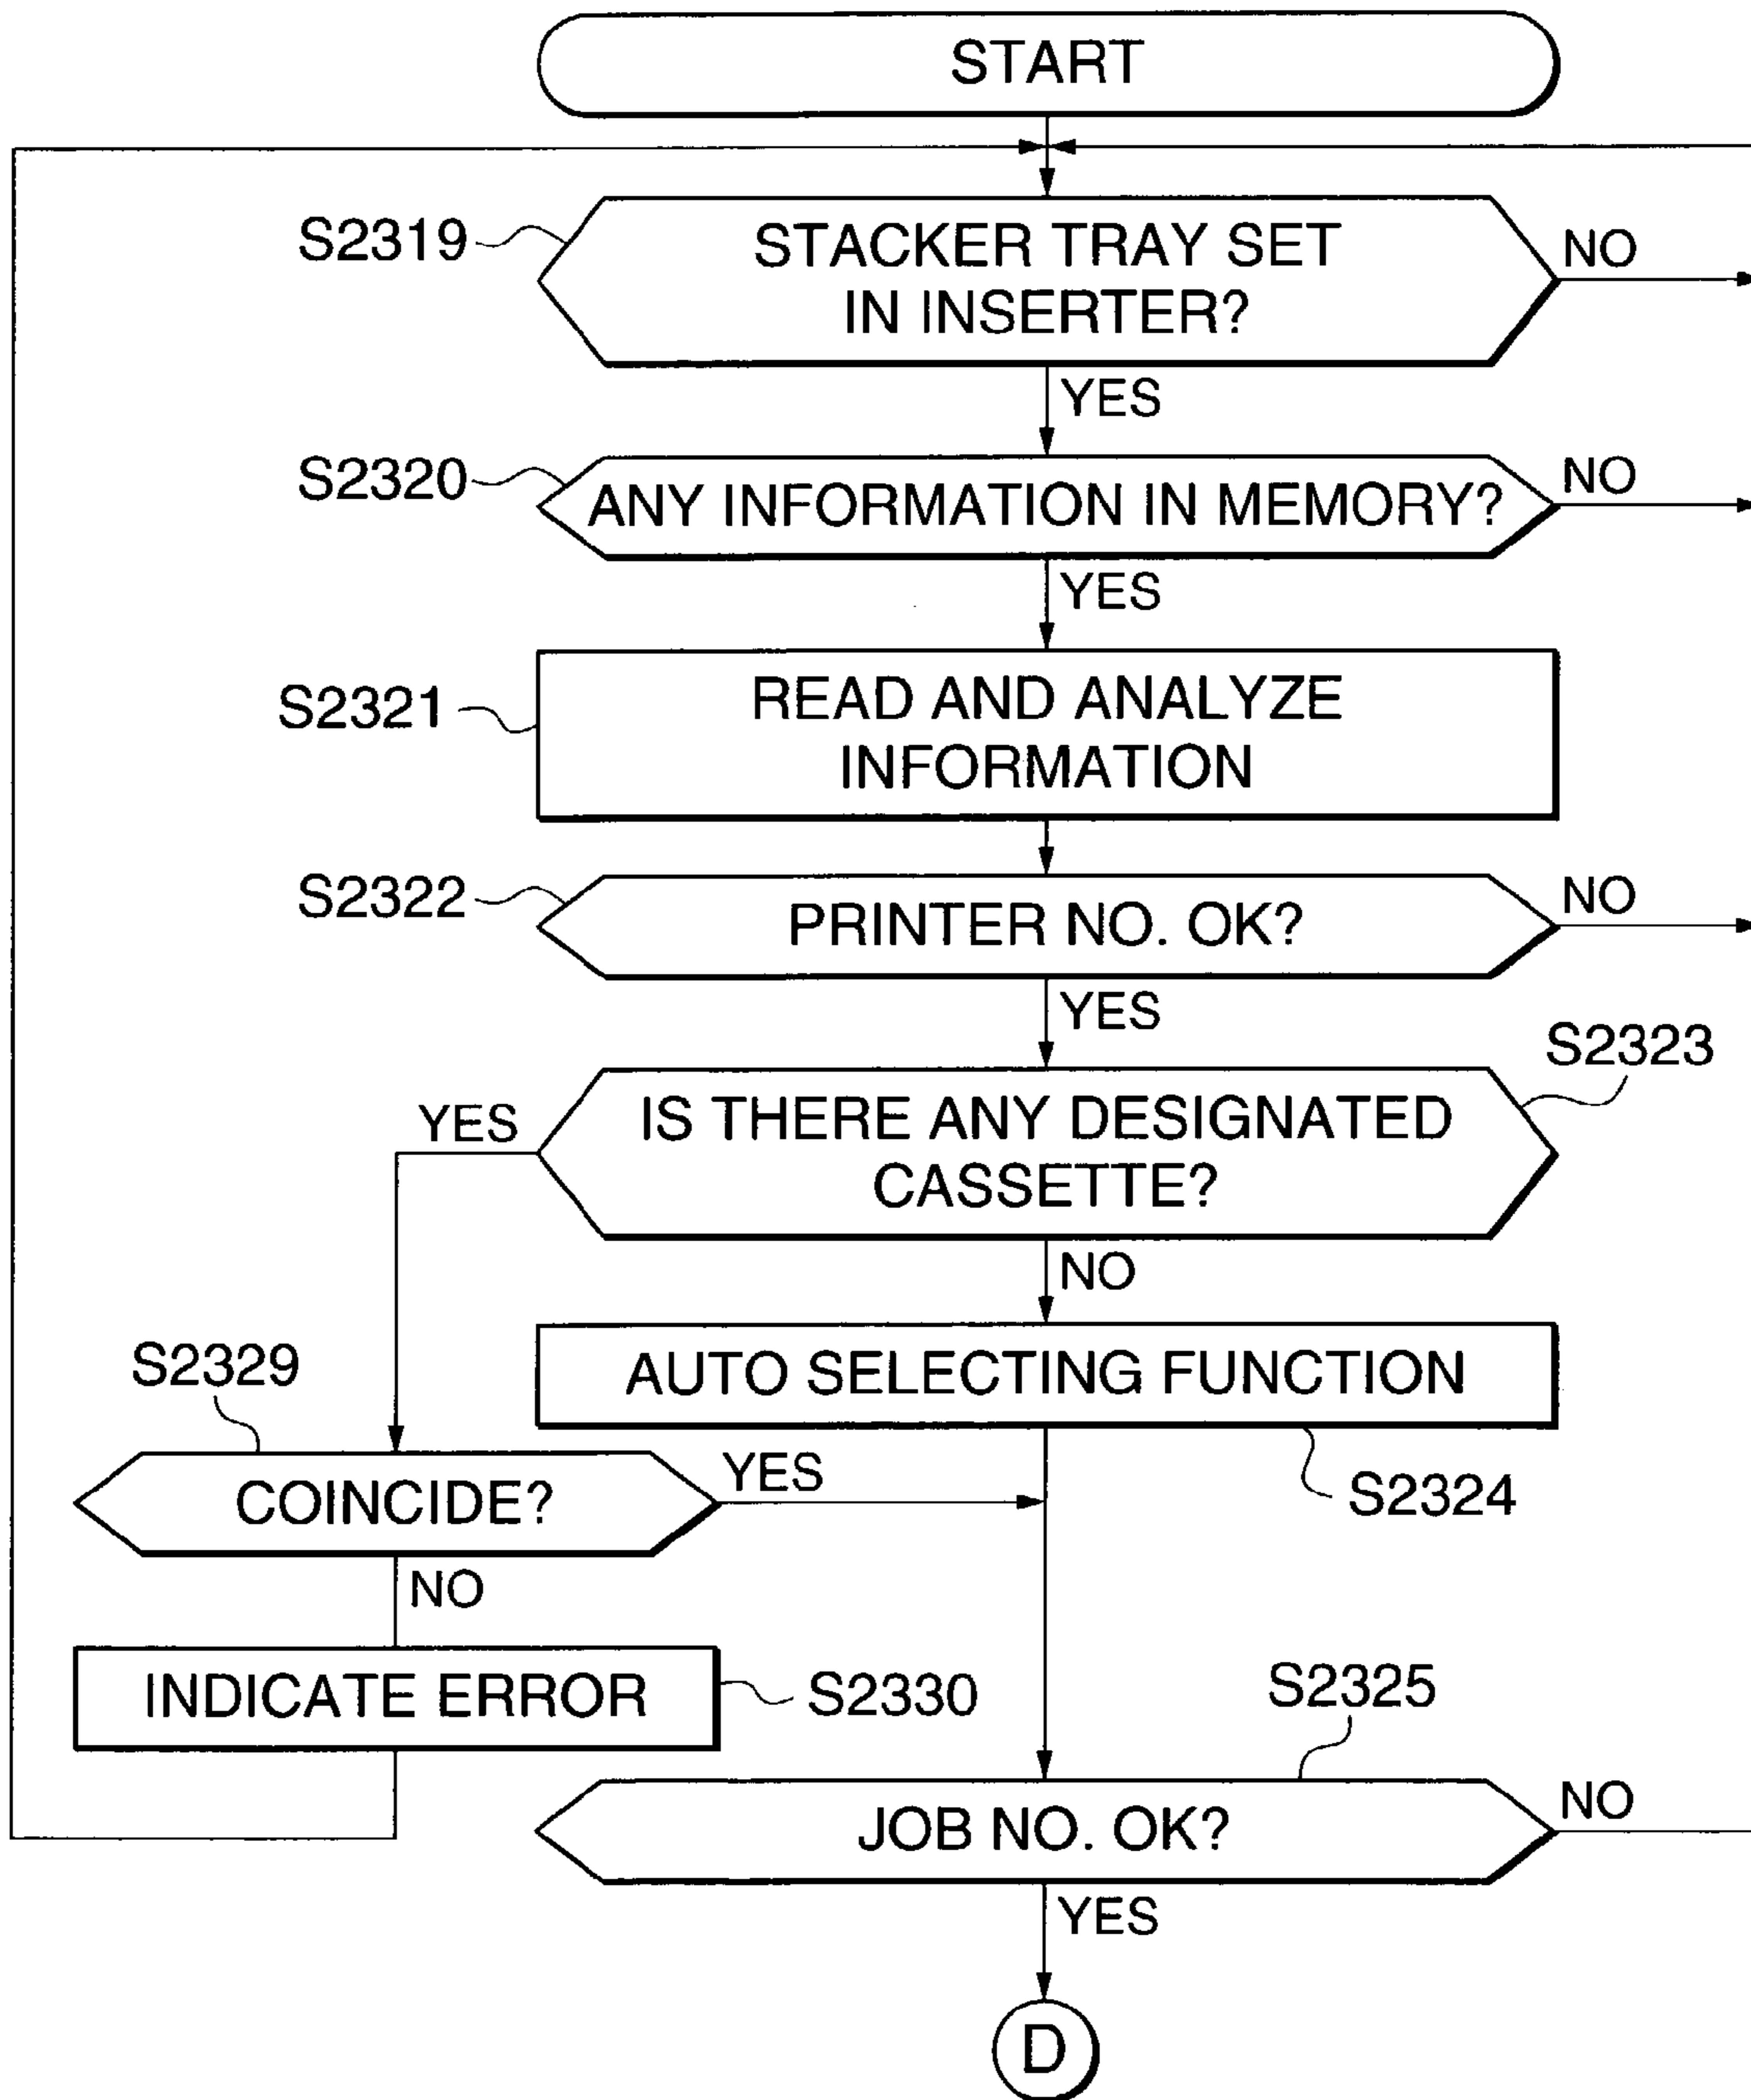 START
S2319
STACKER TRAY SET
IN INSERTER?
NO
YES
S2320
ANY INFORMATION IN MEMORY?
NO
YES
S2321
READ AND ANALYZE
INFORMATION
S2322
PRINTER NO. OK?
NO
YES
S2323
YES
IS THERE ANY DESIGNATED
CASSETTE?
NO
S2329
AUTO SELECTING FUNCTION
S2324
COINCIDE?
YES
NO
INDICATE ERROR
S2330
S2325
JOB NO. OK?
NO
YES
D